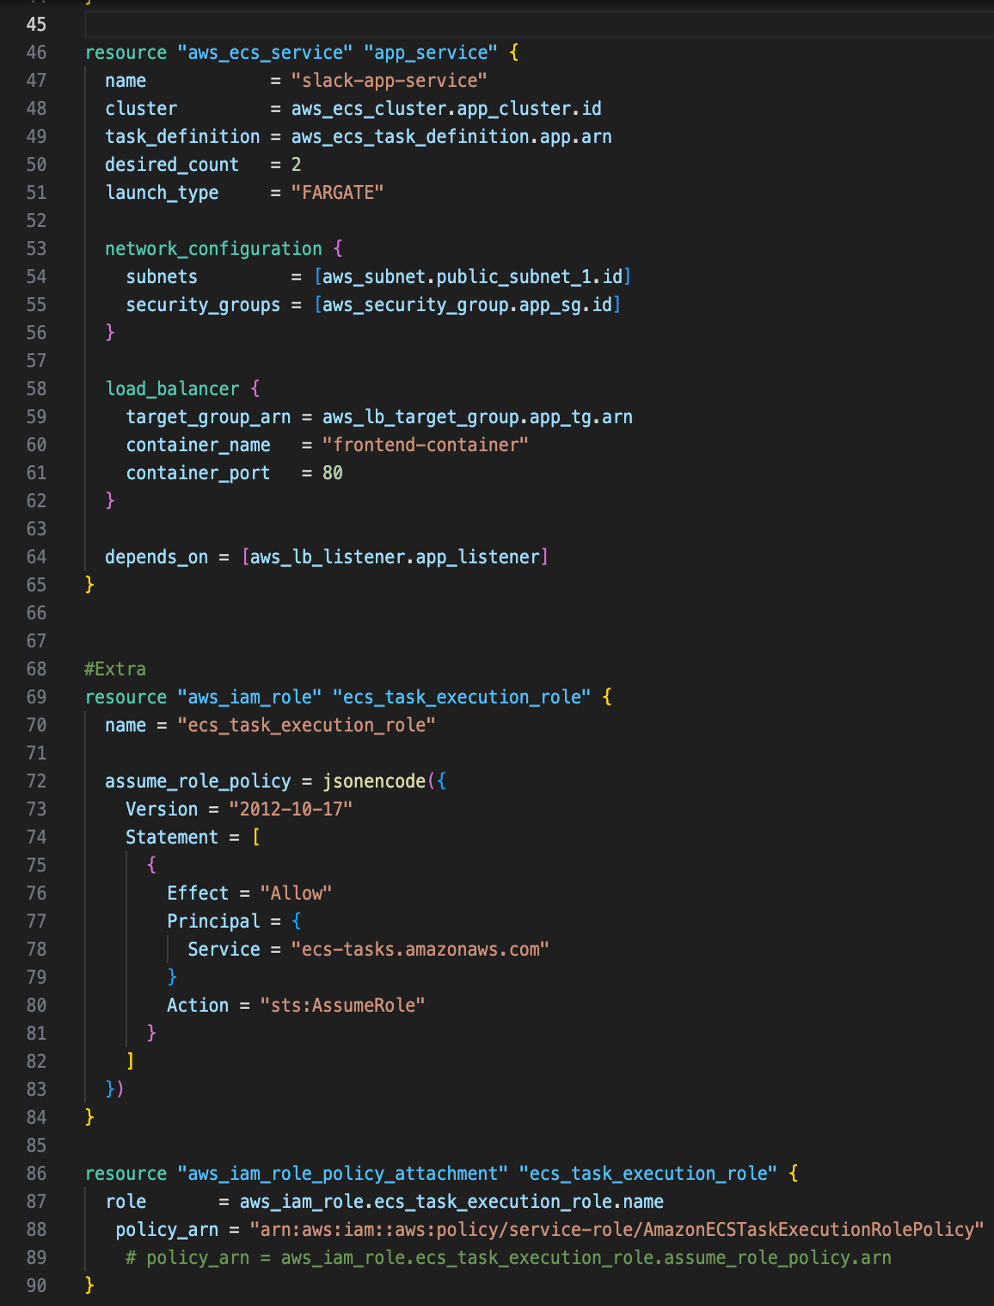 45
46 resource "aws_ecs_service" "app_service" {
47   name            = "slack-app-service"
48   cluster         = aws_ecs_cluster.app_cluster.id
49   task_definition = aws_ecs_task_definition.app.arn
50   desired_count   = 2
51   launch_type     = "FARGATE"
52
53   network_configuration {
54     subnets         = [aws_subnet.public_subnet_1.id]
55     security_groups = [aws_security_group.app_sg.id]
56   }
57
58   load_balancer {
59     target_group_arn = aws_lb_target_group.app_tg.arn
60     container_name   = "frontend-container"
61     container_port   = 80
62   }
63
64   depends_on = [aws_lb_listener.app_listener]
65 }
66
67
68 #Extra
69 resource "aws_iam_role" "ecs_task_execution_role" {
70   name = "ecs_task_execution_role"
71
72   assume_role_policy = jsonencode({
73     Version = "2012-10-17"
74     Statement = [
75       {
76         Effect = "Allow"
77         Principal = {
78           Service = "ecs-tasks.amazonaws.com"
79         }
80         Action = "sts:AssumeRole"
81       }
82     ]
83   })
84 }
85
86 resource "aws_iam_role_policy_attachment" "ecs_task_execution_role" {
87   role       = aws_iam_role.ecs_task_execution_role.name
88    policy_arn = "arn:aws:iam::aws:policy/service-role/AmazonECSTaskExecutionRolePolicy"
89     # policy_arn = aws_iam_role.ecs_task_execution_role.assume_role_policy.arn
90 }